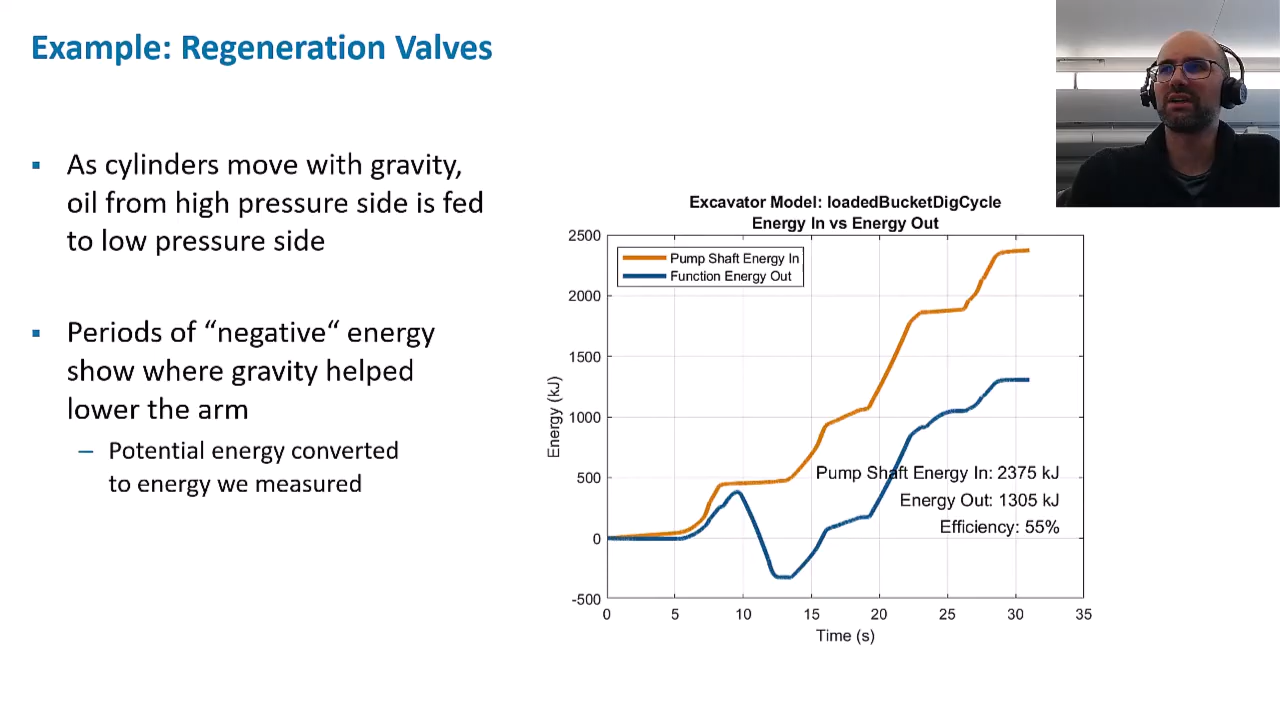 Example: Regeneration Valves
▪ As cylinders move with gravity,
oil from high pressure side is fed
to low pressure side
▪ Periods of “negative“ energy
show where gravity helped
lower the arm
– Potential energy converted
to energy we measured
Excavator Model: loadedBucketDigCycle
Energy In vs Energy Out
Pump Shaft Energy In
Function Energy Out
Energy (kJ)
2500
2000
1500
1000
500
0
-500
Pump Shaft Energy In: 2375 kJ
Energy Out: 1305 kJ
Efficiency: 55%
0 5 10 15 20 25 30 35
Time (s)